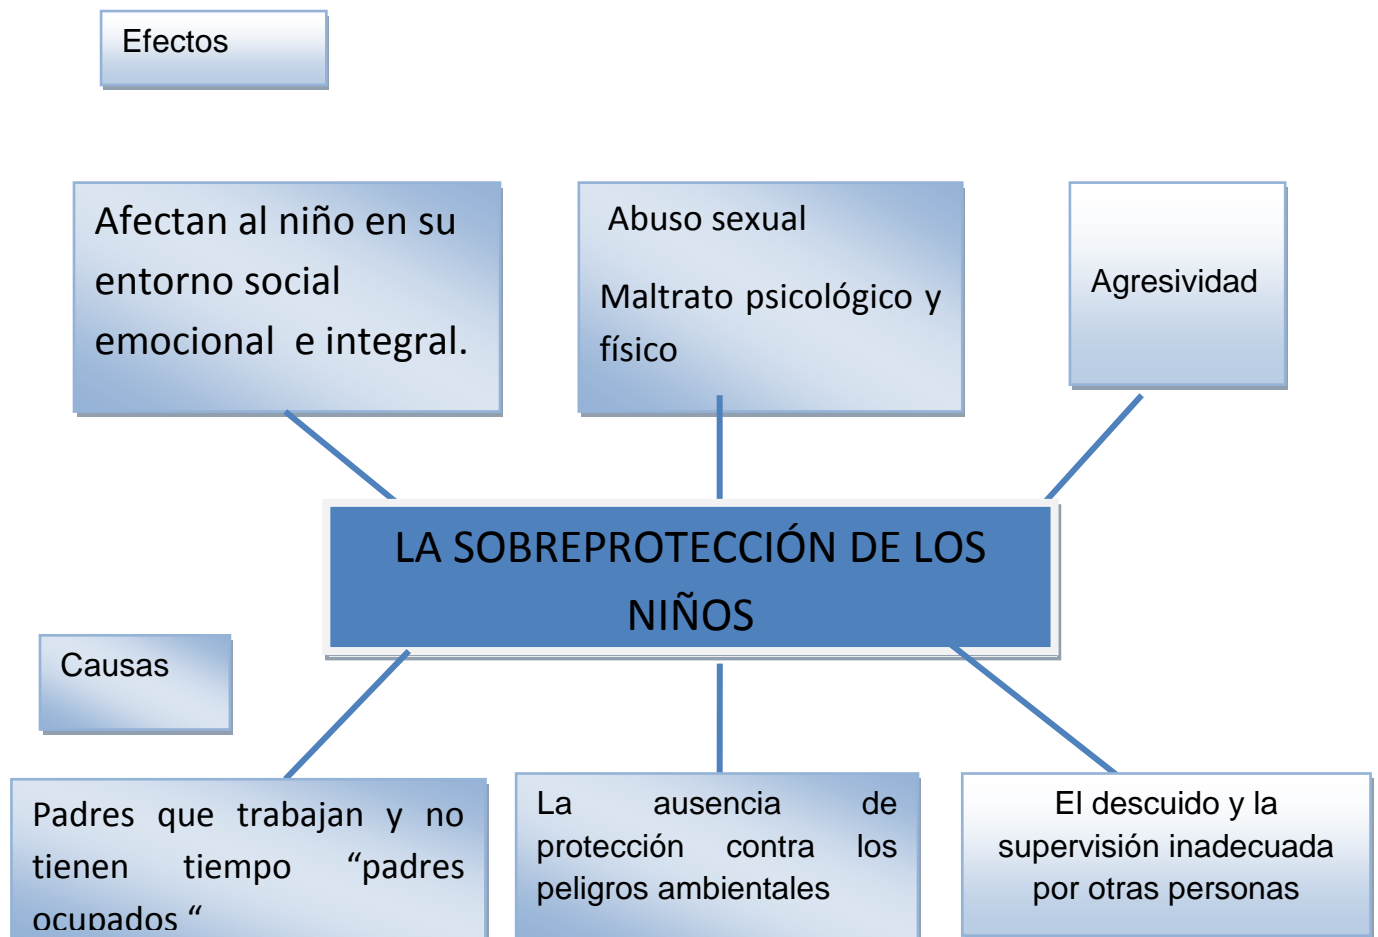 Efectos
Afectan al niño en su
entorno social
emocional e integral.
Abuso sexual
Maltrato psicológico y
físico
Agresividad
LA SOBREPROTECCIÓN DE LOS
NIÑOS
Causas
Padres que trabajan y no
tienen tiempo “padres
ocupados “
La ausencia de
protección contra los
peligros ambientales
El descuido y la
supervisión inadecuada
por otras personas